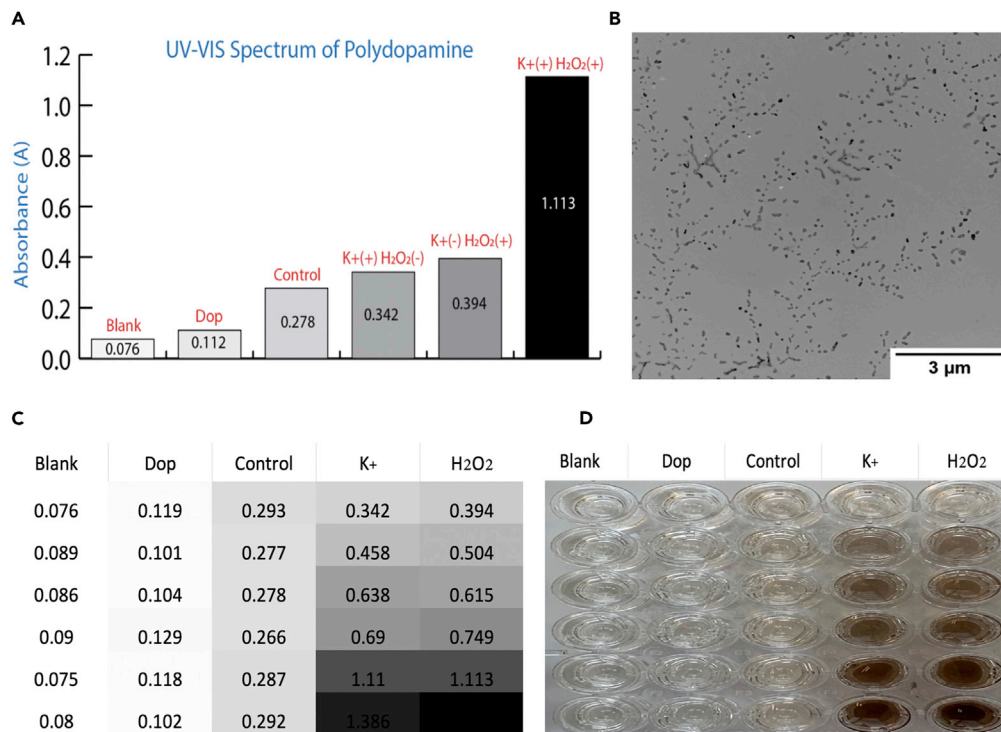 A
UV-VIS Spectrum of Polydopamine
Absorbance (A)
1.2
1.0
0.8
0.6
0.4
0.2
0.0
Blank
0.076
Dop
0.112
Control
0.278
K+(+) H2O2(-)
0.342
K+(-) H2O2(+)
0.394
K+(+) H2O2(+)
1.113
B
3 μm
C
Blank Dop Control K+ H2O2
0.076 0.119 0.293 0.342 0.394
0.089 0.101 0.277 0.458 0.504
0.086 0.104 0.278 0.638 0.615
0.09 0.129 0.266 0.69 0.749
0.075 0.118 0.287 1.11 1.113
0.08 0.102 0.292 1.386
D
Blank Dop Control K+ H2O2